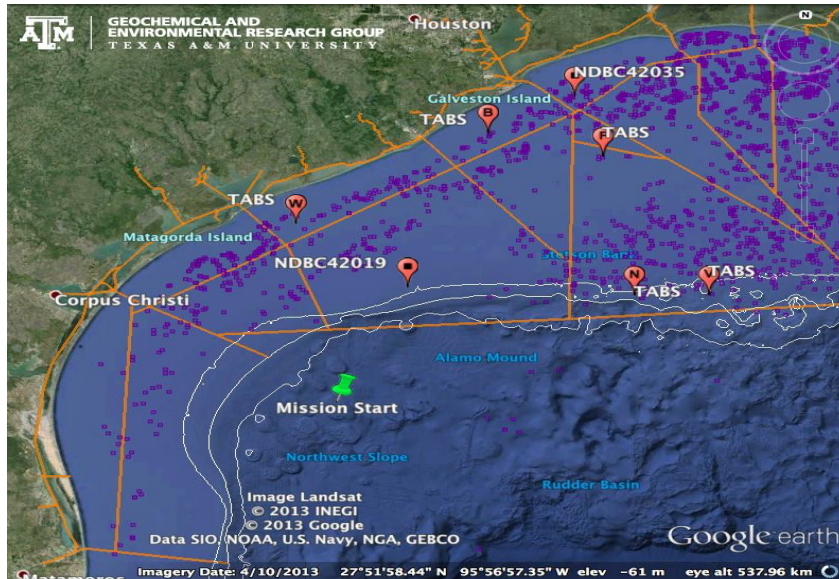 ĀM
GEOCHEMICAL AND
ENVIRONMENTAL RESEARCH GROUP
TEXAS A&M UNIVERSITY
Houston
N
NDBC42035
Galveston Island
B
TABS
TABS
TABS
W
Matagorda Island
NDBC42019
N
V
TABS
TABS
Corpus Christi
Alamo Mound
Mission Start
Northwest Slope
Rudder Basin
Image Landsat
© 2013 INEGI
© 2013 Google
Data SIO, NOAA, U.S. Navy, NGA, GEBCO
Google earth
Matamoros
Imagery Date: 4/10/2013 27°51'58.44" N 95°56'57.35" W elev -61 m eye alt 537.96 km